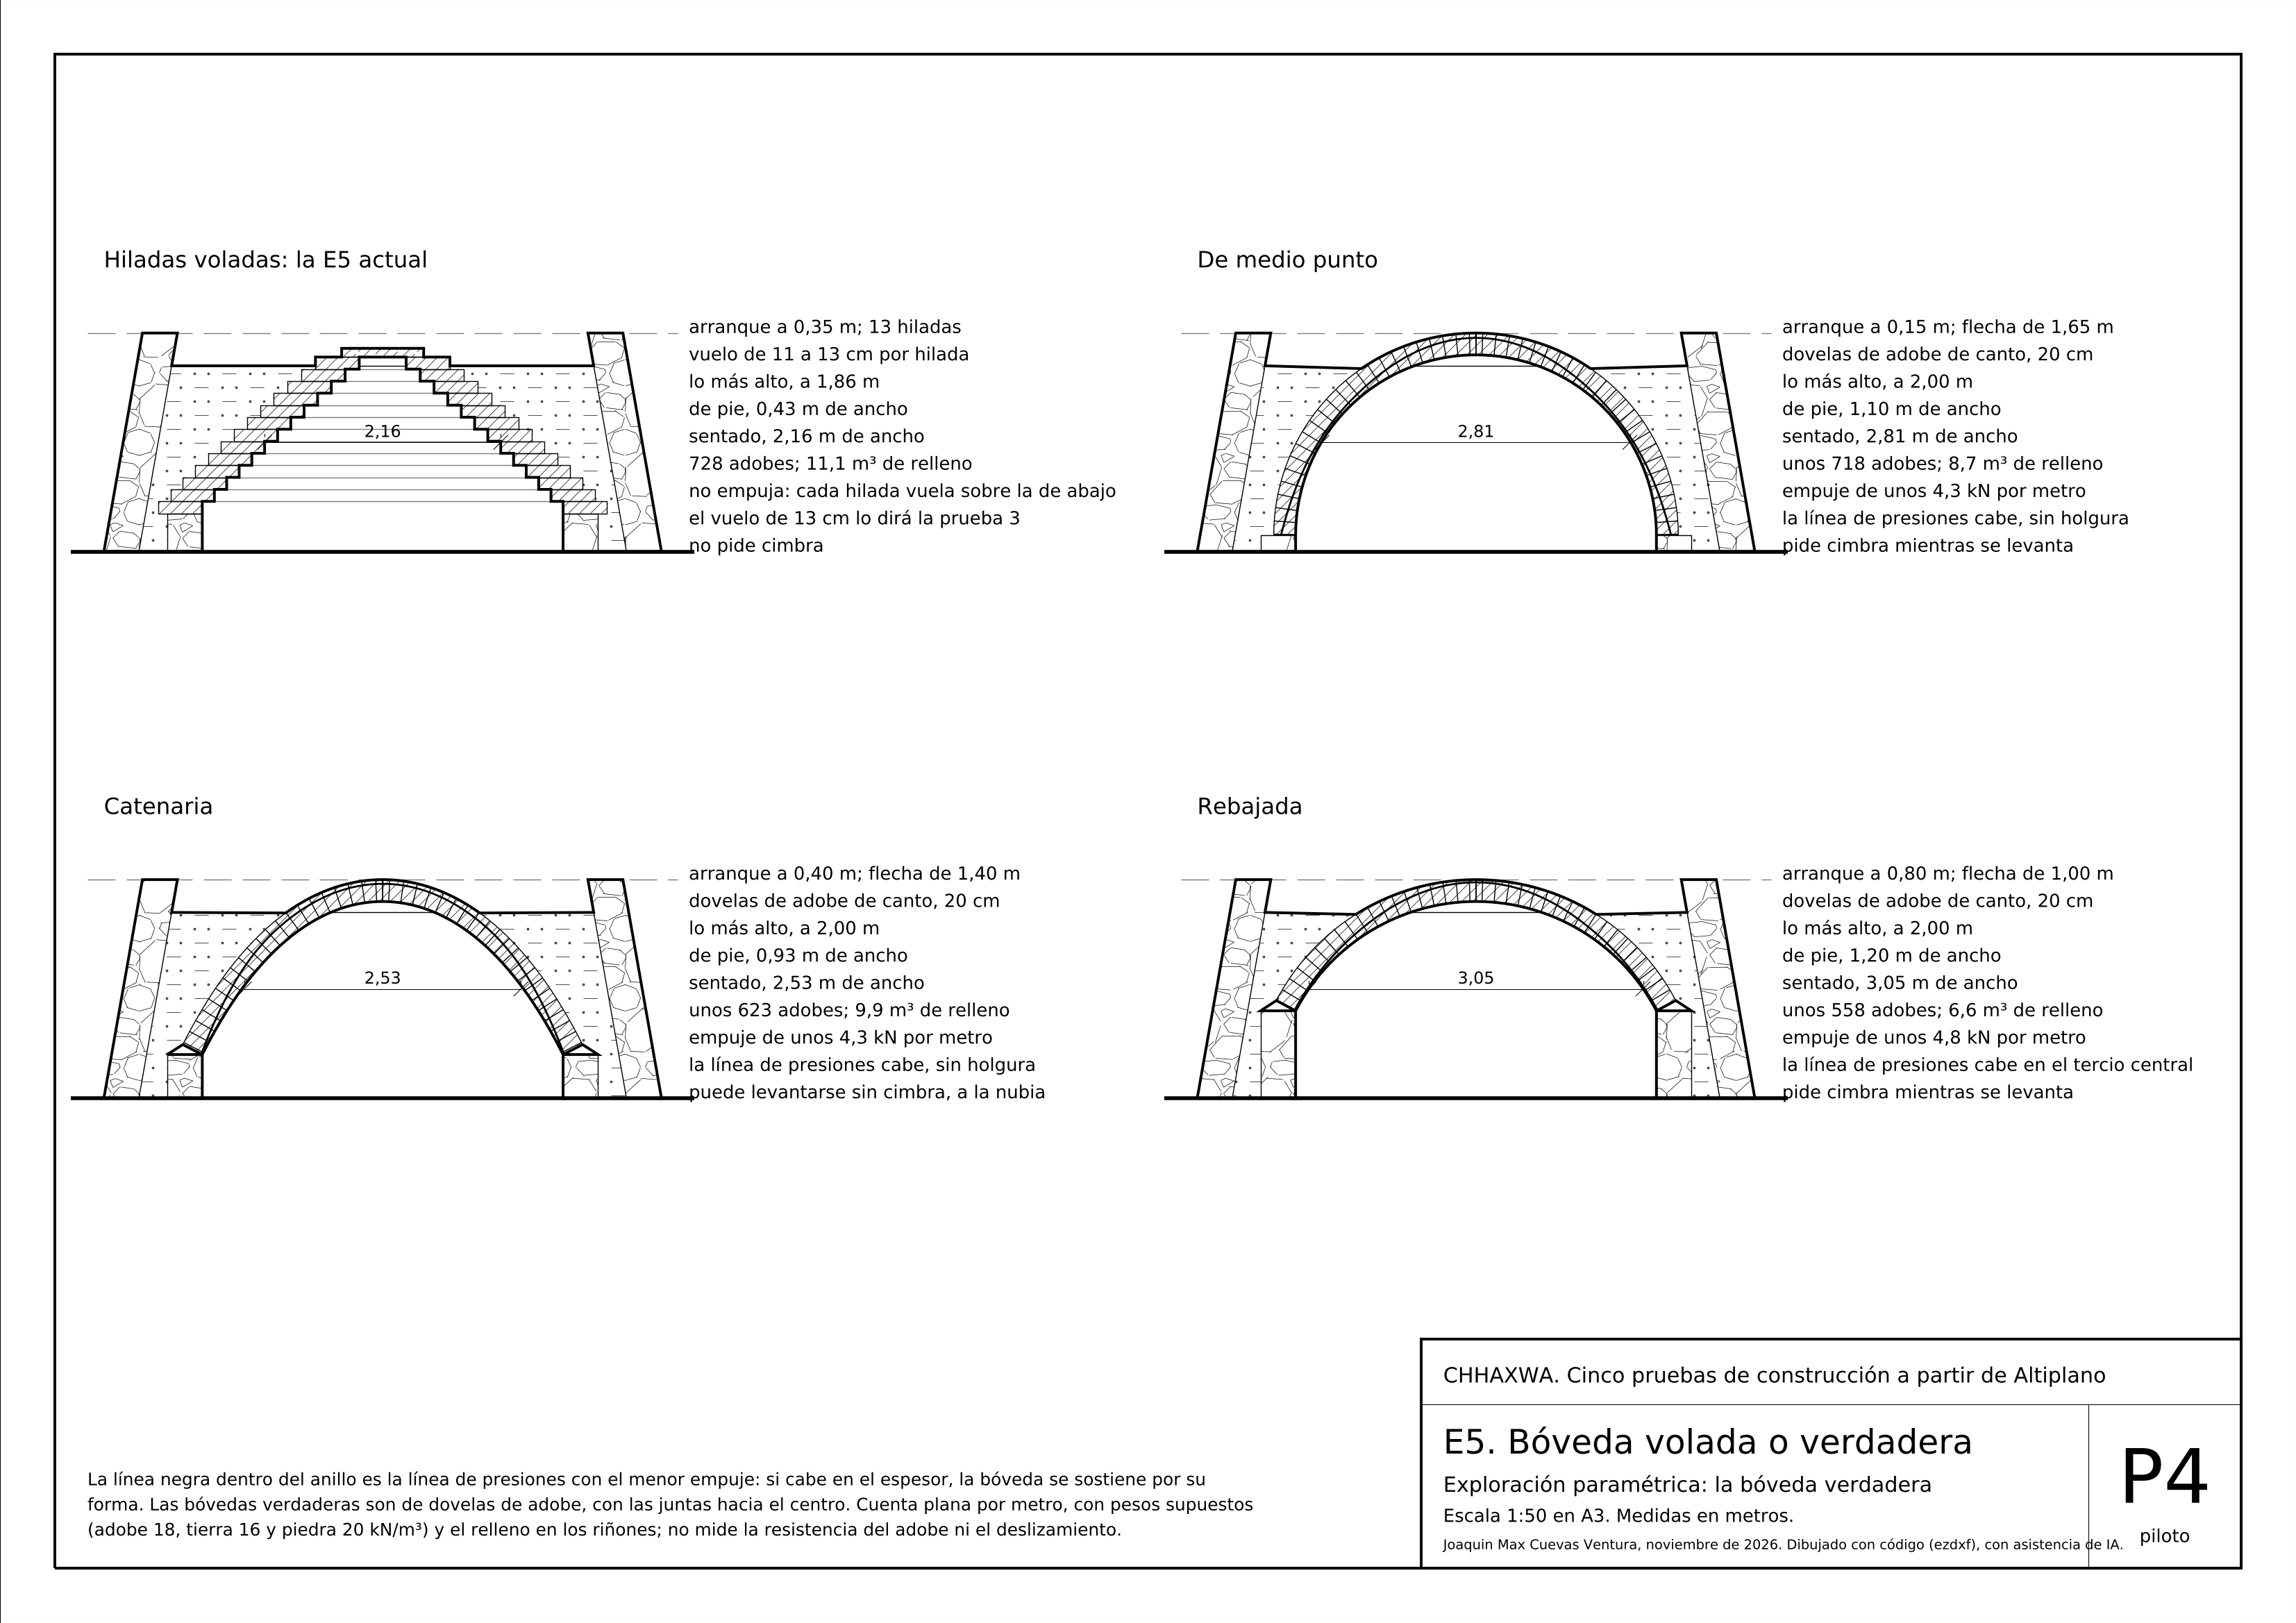 Hiladas voladas: la E5 actual
2,16
arranque a 0,35 m; 13 hiladas
vuelo de 11 a 13 cm por hilada
lo más alto, a 1,86 m
de pie, 0,43 m de ancho
sentado, 2,16 m de ancho
728 adobes; 11,1 m³ de relleno
no empuja: cada hilada vuela sobre la de abajo
el vuelo de 13 cm lo dirá la prueba 3
no pide cimbra
De medio punto
2,81
arranque a 0,15 m; flecha de 1,65 m
dovelas de adobe de canto, 20 cm
lo más alto, a 2,00 m
de pie, 1,10 m de ancho
sentado, 2,81 m de ancho
unos 718 adobes; 8,7 m³ de relleno
empuje de unos 4,3 kN por metro
la línea de presiones cabe, sin holgura
pide cimbra mientras se levanta
Catenaria
2,53
arranque a 0,40 m; flecha de 1,40 m
dovelas de adobe de canto, 20 cm
lo más alto, a 2,00 m
de pie, 0,93 m de ancho
sentado, 2,53 m de ancho
unos 623 adobes; 9,9 m³ de relleno
empuje de unos 4,3 kN por metro
la línea de presiones cabe, sin holgura
puede levantarse sin cimbra, a la nubia
Rebajada
3,05
arranque a 0,80 m; flecha de 1,00 m
dovelas de adobe de canto, 20 cm
lo más alto, a 2,00 m
de pie, 1,20 m de ancho
sentado, 3,05 m de ancho
unos 558 adobes; 6,6 m³ de relleno
empuje de unos 4,8 kN por metro
la línea de presiones cabe en el tercio central
pide cimbra mientras se levanta
La línea negra dentro del anillo es la línea de presiones con el menor empuje: si cabe en el espesor, la bóveda se sostiene por su
forma. Las bóvedas verdaderas son de dovelas de adobe, con las juntas hacia el centro. Cuenta plana por metro, con pesos supuestos
(adobe 18, tierra 16 y piedra 20 kN/m³) y el relleno en los riñones; no mide la resistencia del adobe ni el deslizamiento.
CHHAXWA. Cinco pruebas de construcción a partir de Altiplano
E5. Bóveda volada o verdadera
Exploración paramétrica: la bóveda verdadera
Escala 1:50 en A3. Medidas en metros.
Joaquin Max Cuevas Ventura, noviembre de 2026. Dibujado con código (ezdxf), con asistencia de IA.
P4
piloto